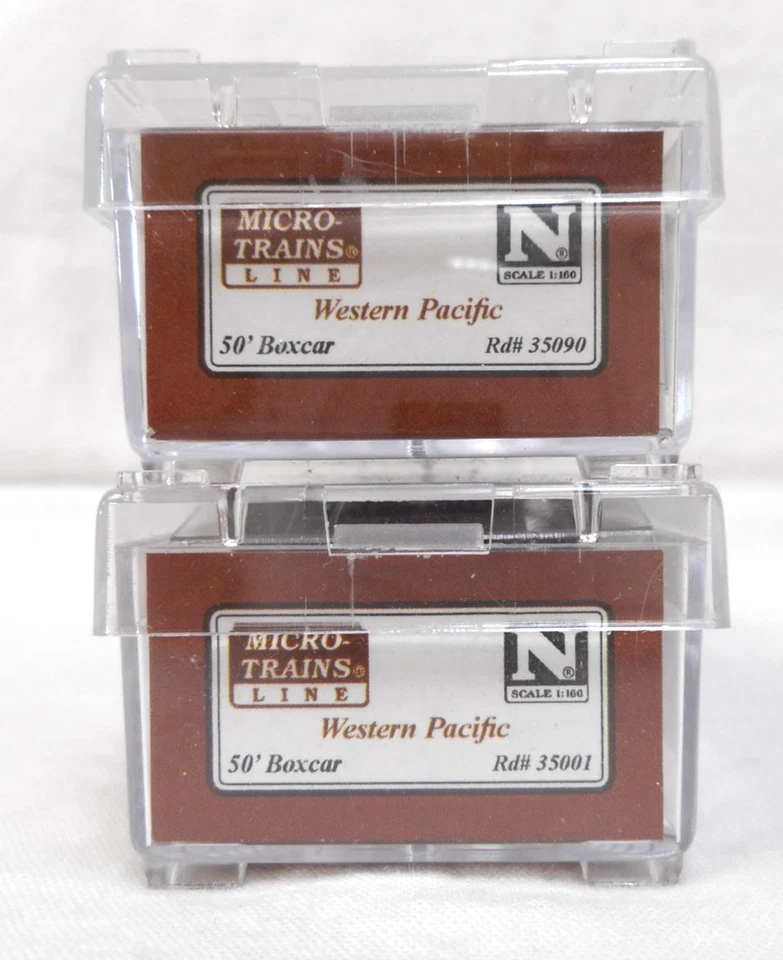 MICRO-
TRAINS®
LINE
N®
SCALE 1:160
Western Pacific
50' Boxcar Rd# 35090
MICRO-
TRAINS®
LINE
N®
SCALE 1:160
Western Pacific
50' Boxcar Rd# 35001